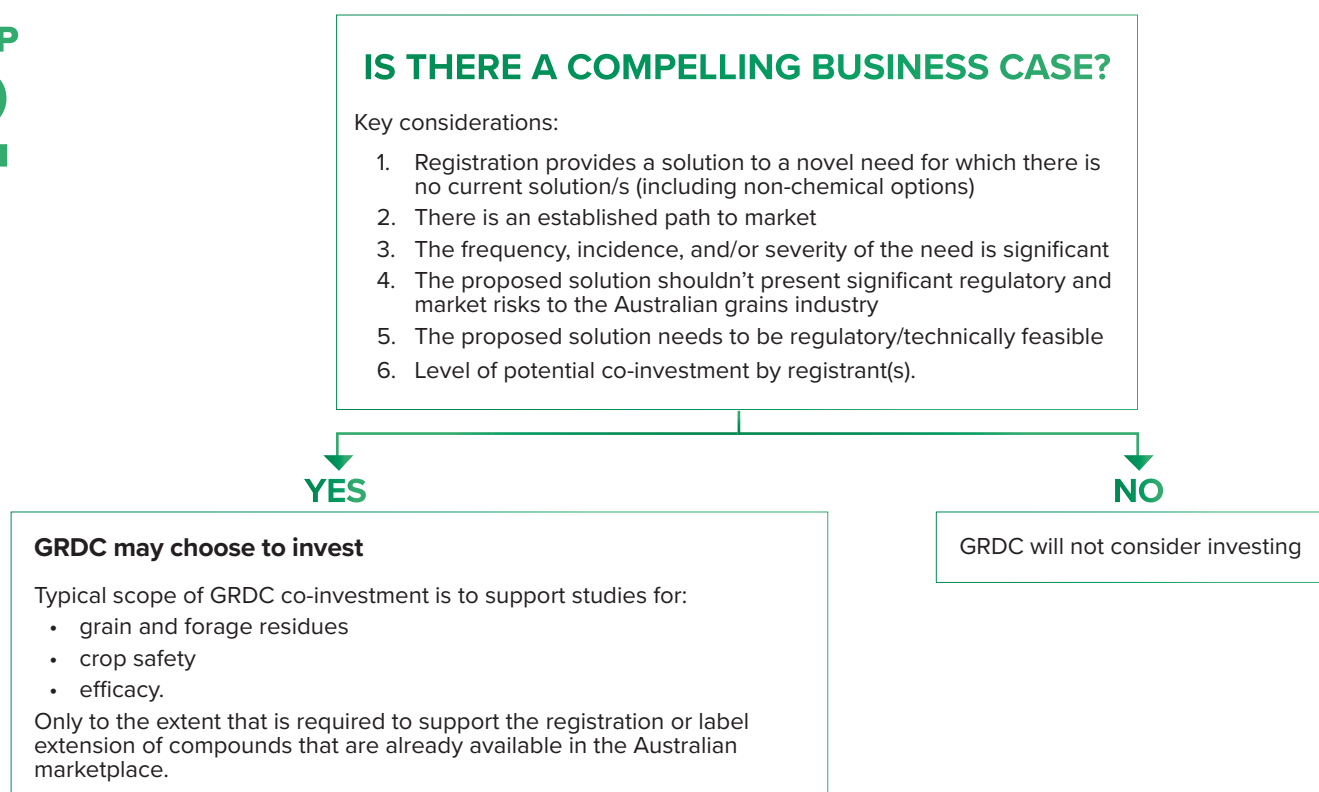 P
2
IS THERE A COMPELLING BUSINESS CASE?
Key considerations:
1. Registration provides a solution to a novel need for which there is
no current solution/s (including non-chemical options)
2. There is an established path to market
3. The frequency, incidence, and/or severity of the need is significant
4. The proposed solution shouldn’t present significant regulatory and
market risks to the Australian grains industry
5. The proposed solution needs to be regulatory/technically feasible
6. Level of potential co-investment by registrant(s).
YES
NO
GRDC may choose to invest
Typical scope of GRDC co-investment is to support studies for:
• grain and forage residues
• crop safety
• efficacy.
Only to the extent that is required to support the registration or label
extension of compounds that are already available in the Australian
marketplace.
GRDC will not consider investing